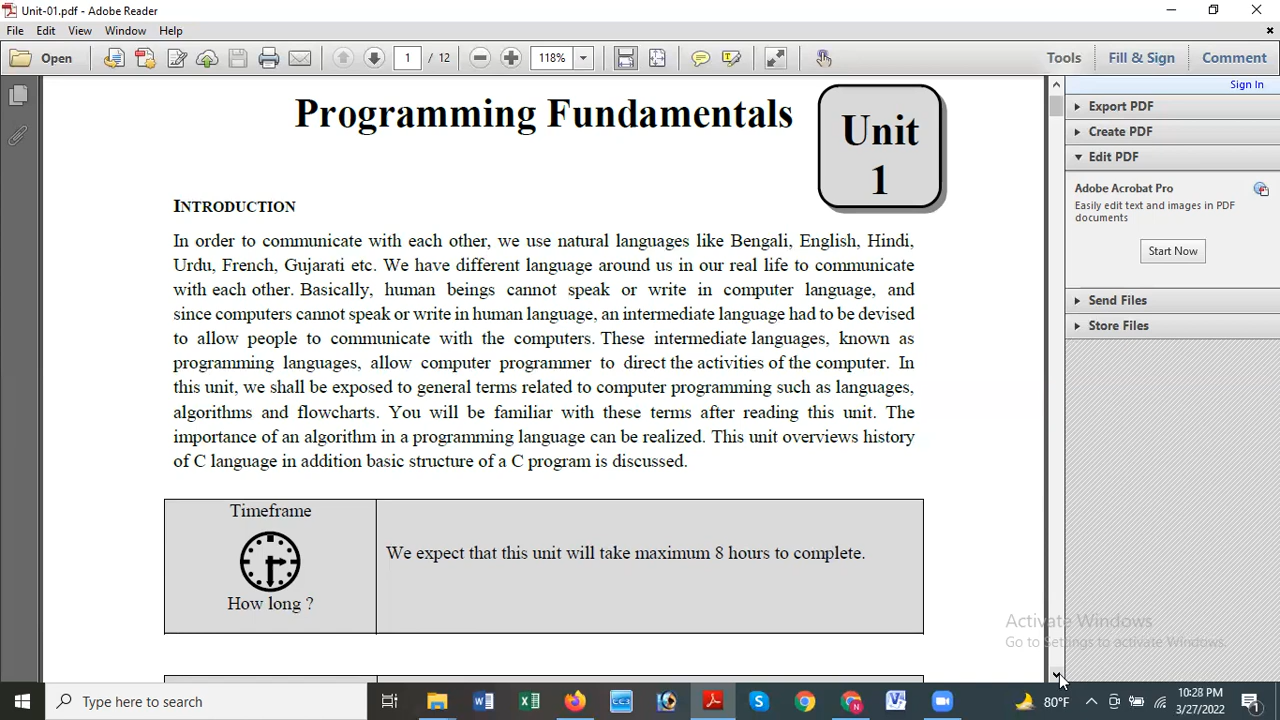 Unit-01.pdf - Adobe Reader
File Edit View Window Help
Open 1 / 12 118% Tools Fill & Sign Comment
Sign In
Export PDF
Create PDF
Edit PDF
Adobe Acrobat Pro
Easily edit text and images in PDF
documents
Start Now
Send Files
Store Files
Programming Fundamentals
Unit
1
INTRODUCTION
In order to communicate with each other, we use natural languages like Bengali, English, Hindi,
Urdu, French, Gujarati etc. We have different language around us in our real life to communicate
with each other. Basically, human beings cannot speak or write in computer language, and
since computers cannot speak or write in human language, an intermediate language had to be devised
to allow people to communicate with the computers. These intermediate languages, known as
programming languages, allow computer programmer to direct the activities of the computer. In
this unit, we shall be exposed to general terms related to computer programming such as languages,
algorithms and flowcharts. You will be familiar with these terms after reading this unit. The
importance of an algorithm in a programming language can be realized. This unit overviews history
of C language in addition basic structure of a C program is discussed.
Timeframe
How long ?
We expect that this unit will take maximum 8 hours to complete.
Activate Windows
Go to Settings to activate Windows.
Type here to search
80°F
10:28 PM
3/27/2022